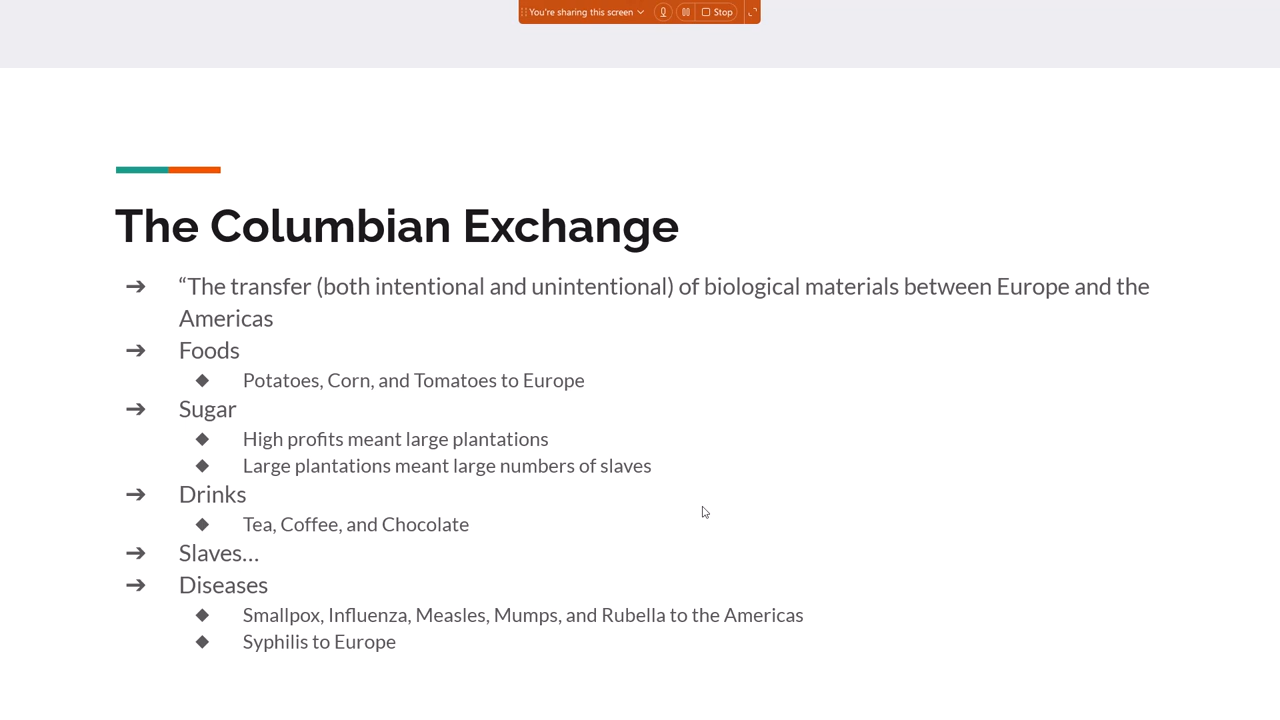 You're sharing this screen
Stop
The Columbian Exchange
➔ “The transfer (both intentional and unintentional) of biological materials between Europe and the
Americas
➔ Foods
◆ Potatoes, Corn, and Tomatoes to Europe
➔ Sugar
◆ High profits meant large plantations
◆ Large plantations meant large numbers of slaves
➔ Drinks
◆ Tea, Coffee, and Chocolate
➔ Slaves…
➔ Diseases
◆ Smallpox, Influenza, Measles, Mumps, and Rubella to the Americas
◆ Syphilis to Europe